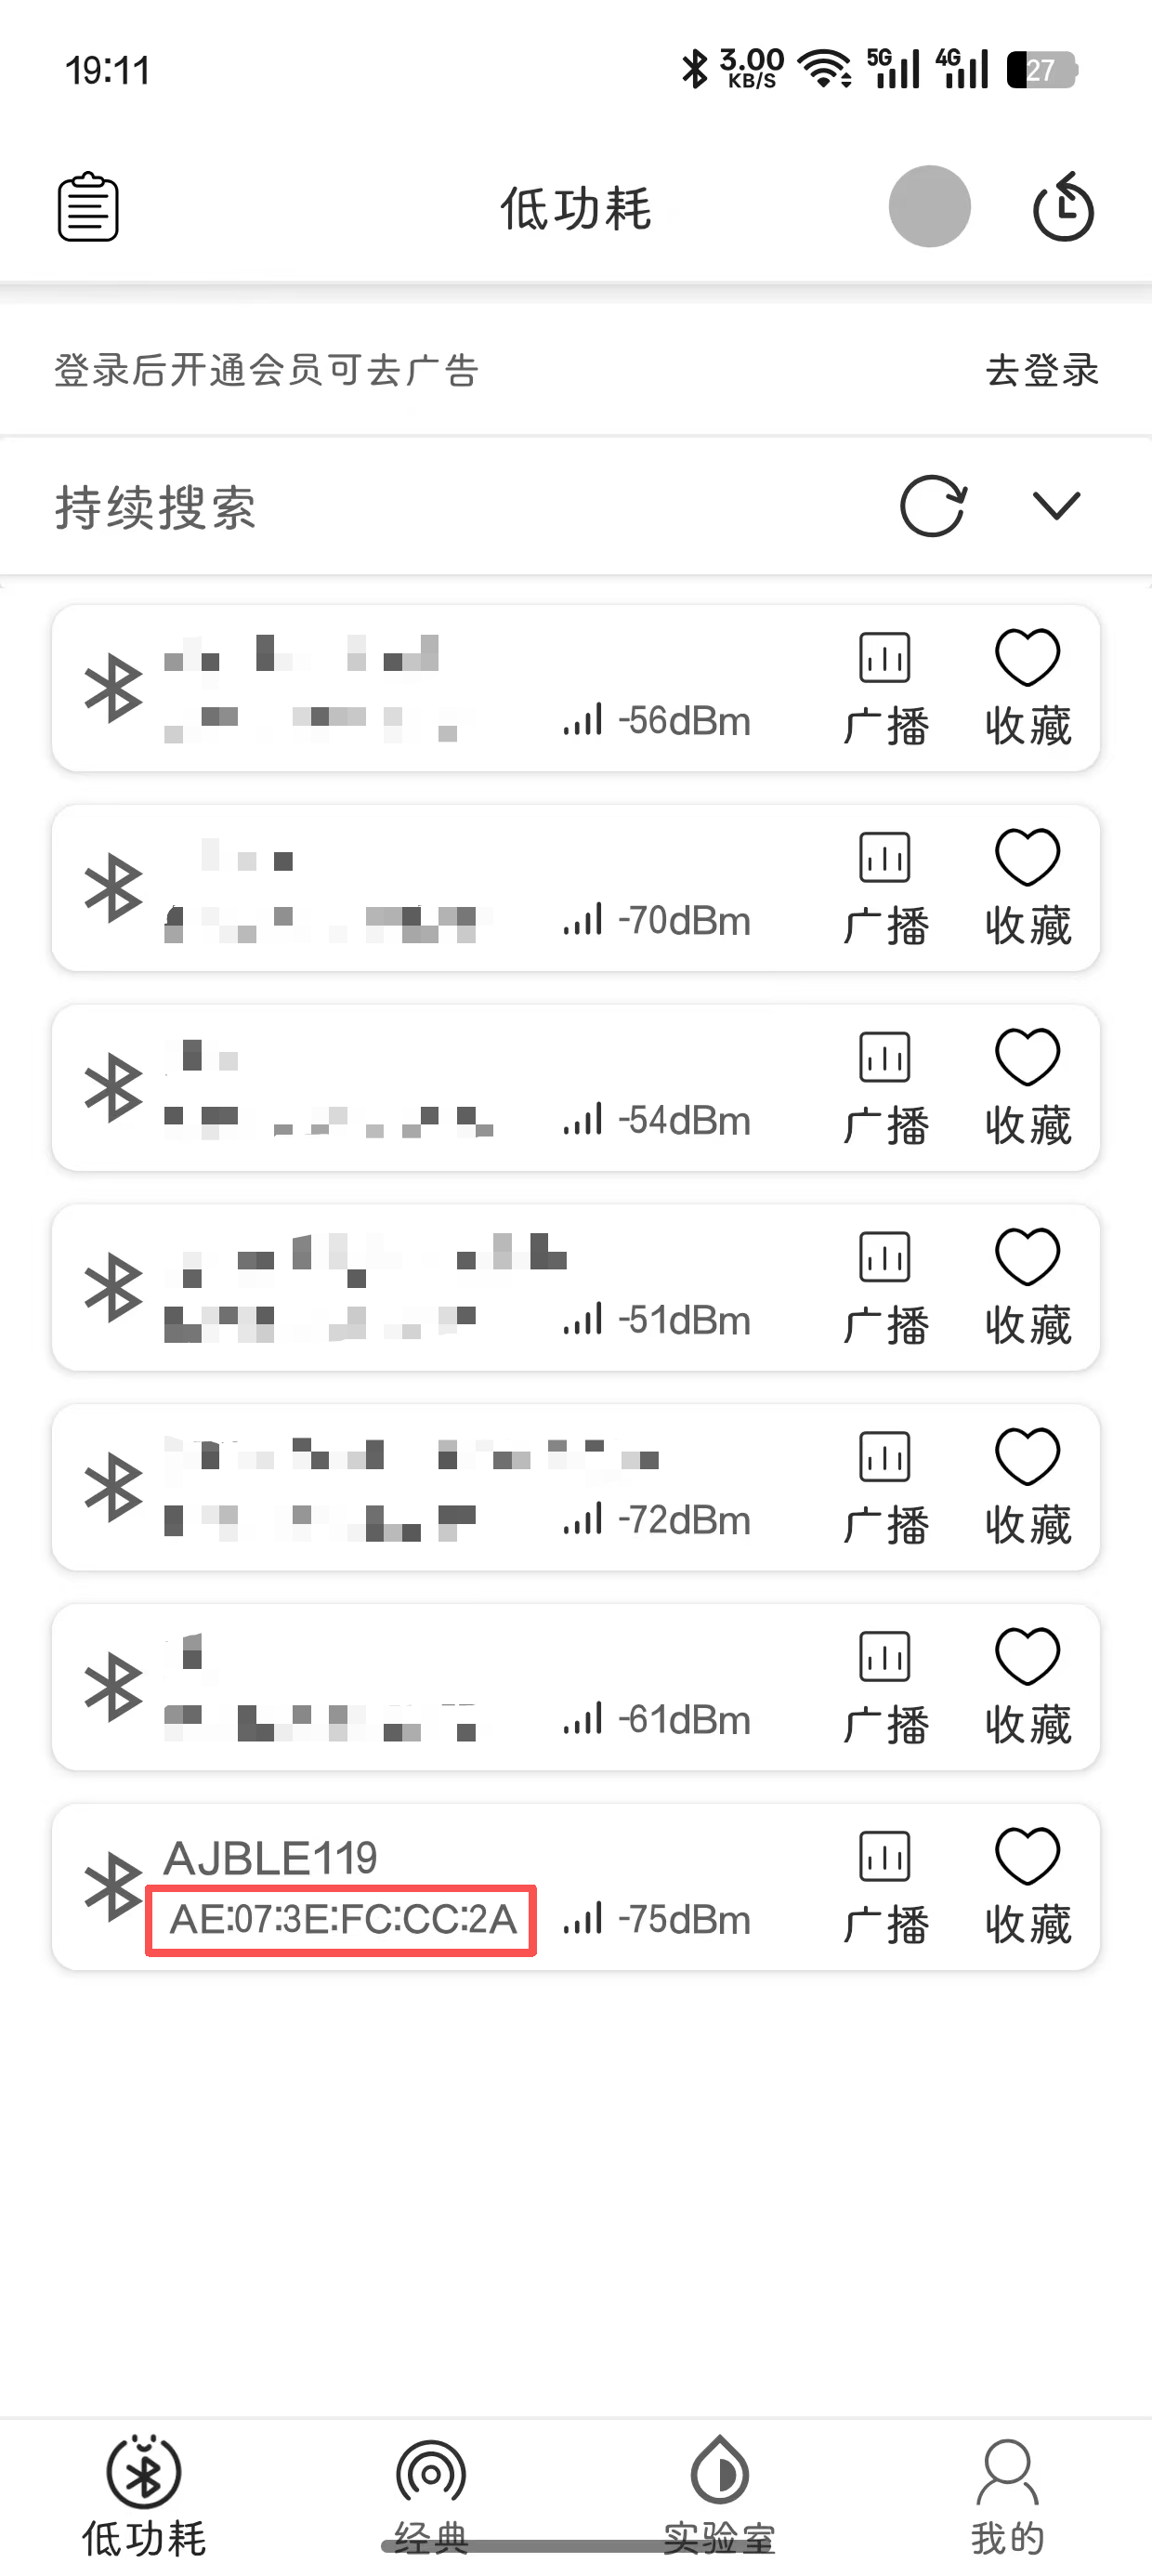 19:11
3.00 KB/S 5G 4G 27
低功耗
登录后开通会员可去广告 去登录
持续搜索
-56dBm 广播 收藏
-70dBm 广播 收藏
-54dBm 广播 收藏
-51dBm 广播 收藏
-72dBm 广播 收藏
-61dBm 广播 收藏
AJBLE119
AE:07:3E:FC:CC:2A -75dBm 广播 收藏
低功耗 经典 实验室 我的